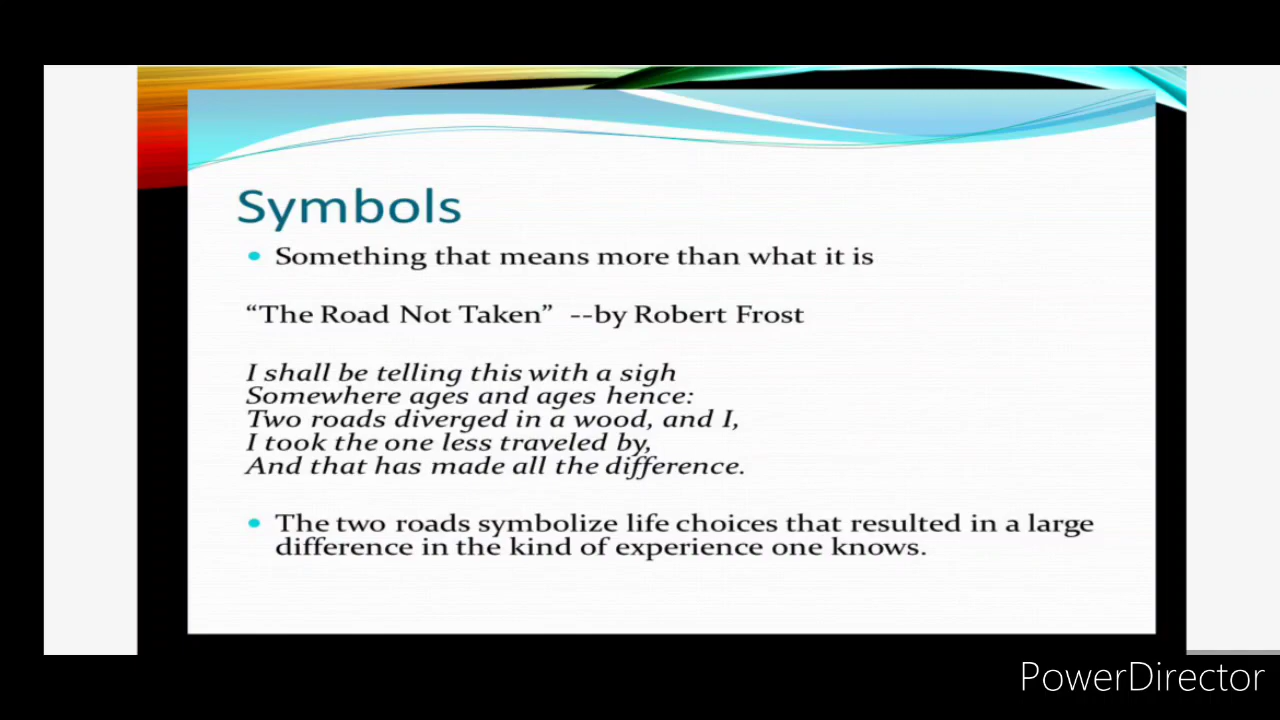 Symbols
• Something that means more than what it is
“The Road Not Taken” --by Robert Frost
I shall be telling this with a sigh
Somewhere ages and ages hence:
Two roads diverged in a wood, and I,
I took the one less traveled by,
And that has made all the difference.
• The two roads symbolize life choices that resulted in a large
difference in the kind of experience one knows.
PowerDirector